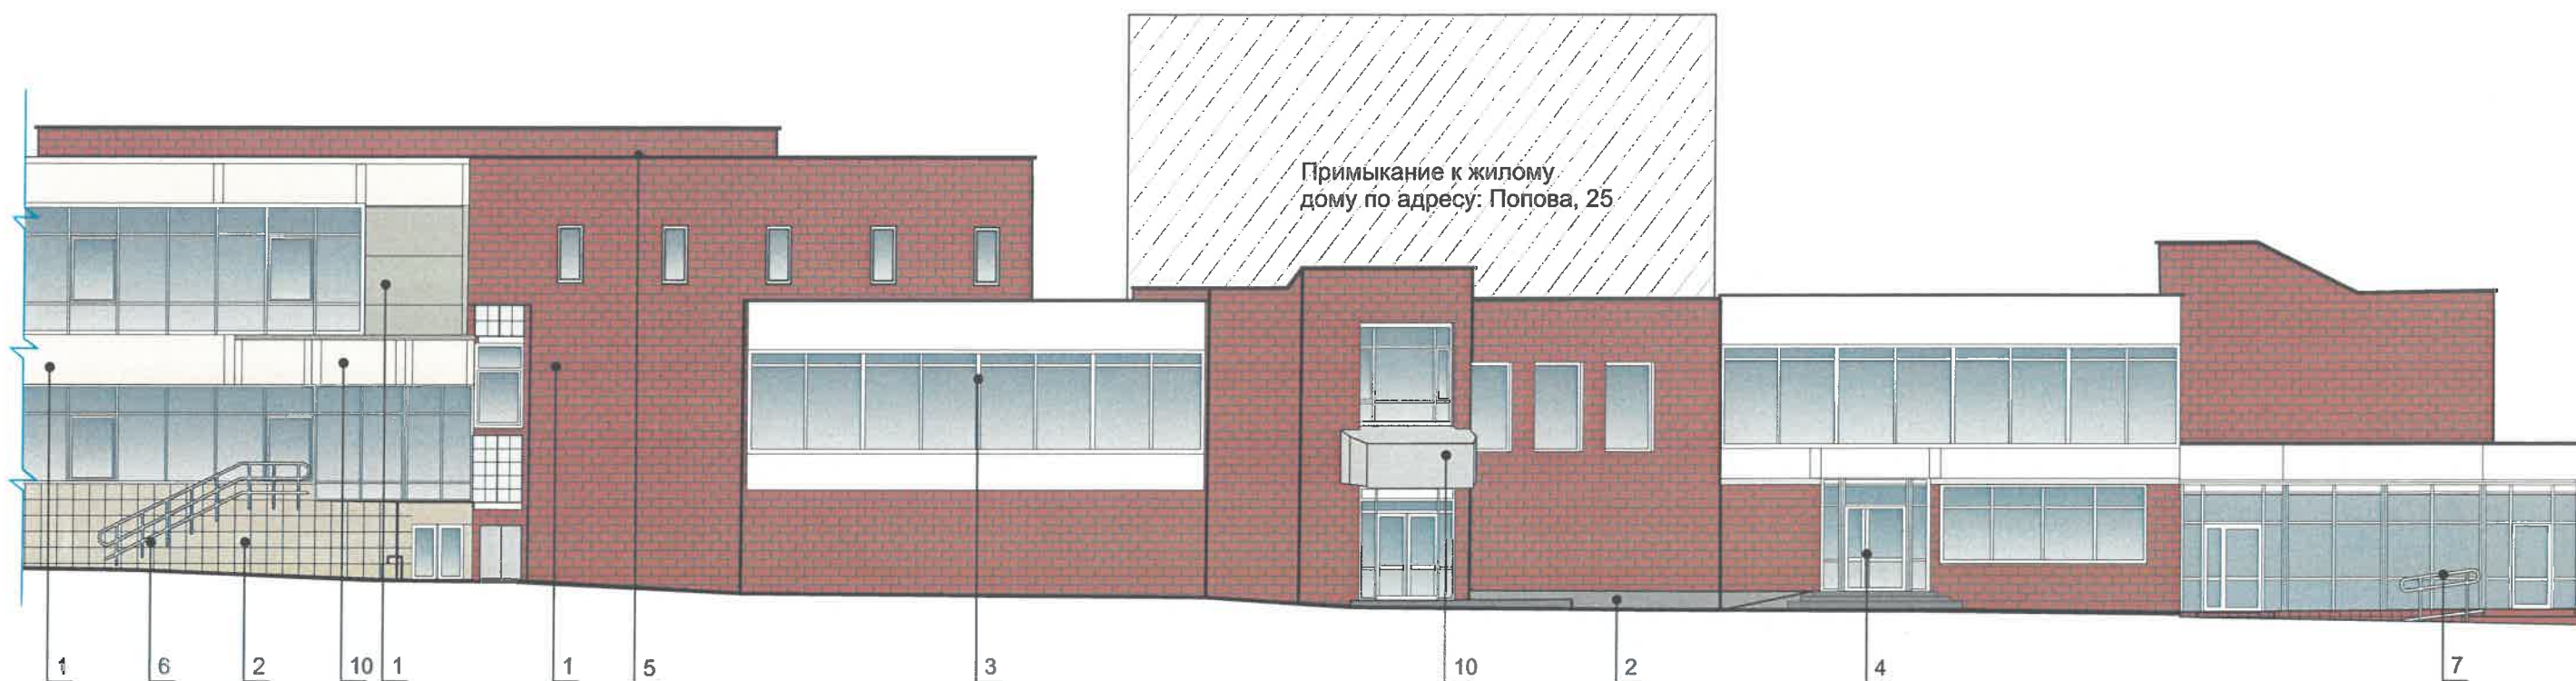 Примыкание к жилому
дому по адресу: Попова, 25
1 6 2 10 1 1 5 3 10 2 4 7